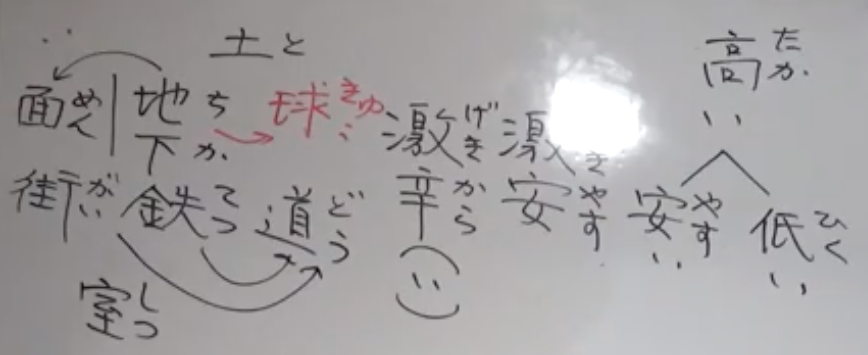 土と
面めん
地ち
下か
球きゅう
街がい
鉄てつ
道どう
室しつ
激げき
辛から
(い)
激き
安やす
高たか
い
安やす
い
低ひく
い